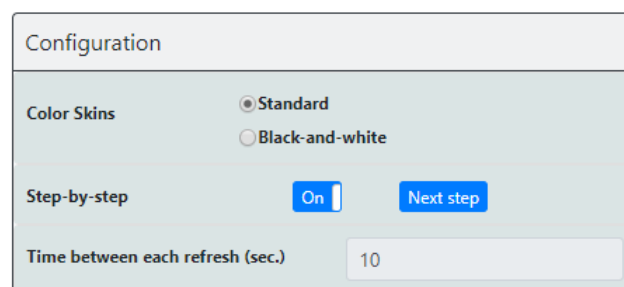 Configuration
Color Skins
Standard
Black-and-white
Step-by-step On Next step
Time between each refresh (sec.) 10